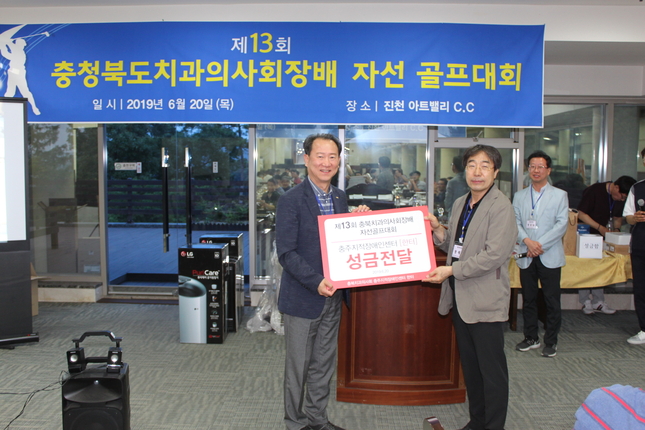 제13회
충청북도치과의사회장배 자선 골프대회
일 시 : 2019년 6월 20일(목)
장 소 : 진천 아트밸리 C.C
제13회 충북치과의사회장배
자선골프대회
성금전달
LG
PuriCare
LG